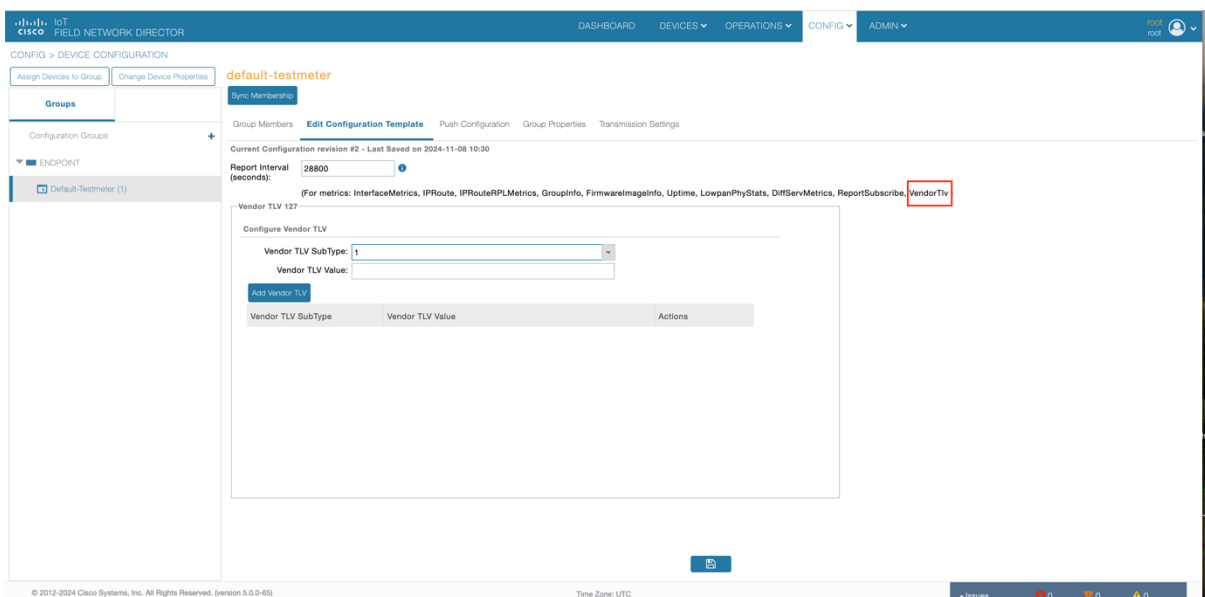 IoT
CISCO FIELD NETWORK DIRECTOR
DASHBOARD DEVICES OPERATIONS CONFIG ADMIN
root
root
CONFIG > DEVICE CONFIGURATION
Assign Devices to Group Change Device Properties
default-testmeter
Sync Membership
Groups
Group Members Edit Configuration Template Push Configuration Group Properties Transmission Settings
Configuration Groups +
Current Configuration revision #2 - Last Saved on 2024-11-08 10:30
ENDPOINT
Report Interval (seconds): 28800
Default-Testmeter (1)
(For metrics: InterfaceMetrics, IPRoute, IPRouteRPLMetrics, GroupInfo, FirmwareImageInfo, Uptime, LowpanPhyStats, DiffServMetrics, ReportSubscribe, VendorTlv
Vendor TLV 127
Configure Vendor TLV
Vendor TLV SubType: 1
Vendor TLV Value:
Add Vendor TLV
Vendor TLV SubType Vendor TLV Value Actions
© 2012-2024 Cisco Systems, Inc. All Rights Reserved. (version 5.0.0-65) Time Zone: UTC Issues 0 0 0